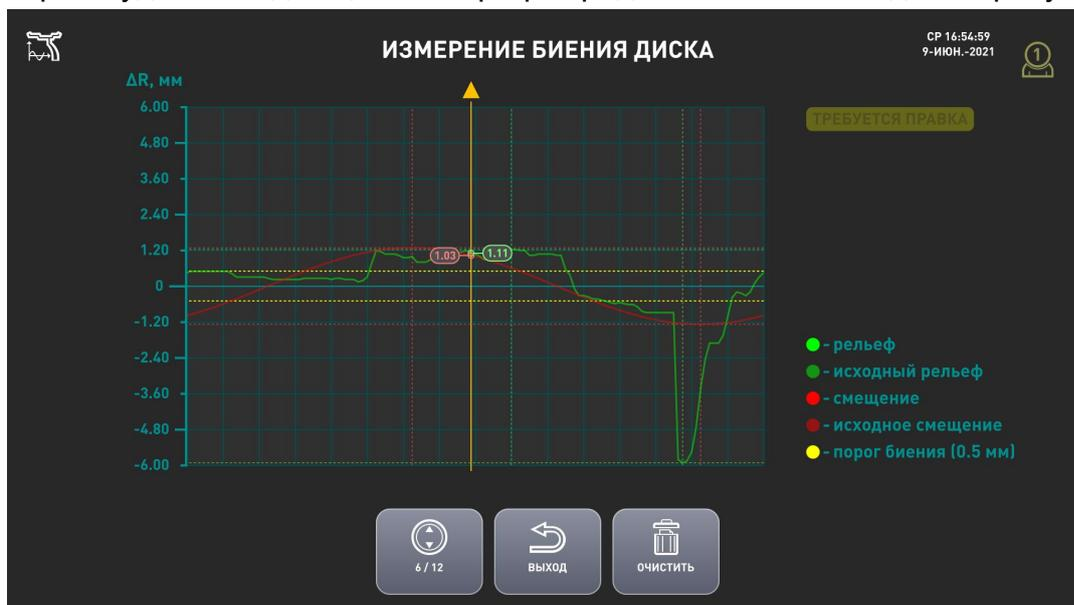 ИЗМЕРЕНИЕ БИЕНИЯ ДИСКА
СР 16:54:59
9-ИЮН.-2021
1
ΔR, мм
ТРЕБУЕТСЯ ПРАВКА
6.00
4.80
3.60
2.40
1.20
0
-1.20
-2.40
-3.60
-4.80
-6.00
1.03
1.11
- рельеф
- исходный рельеф
- смещение
- исходное смещение
- порог биения (0.5 мм)
6 / 12
ВЫХОД
ОЧИСТИТЬ